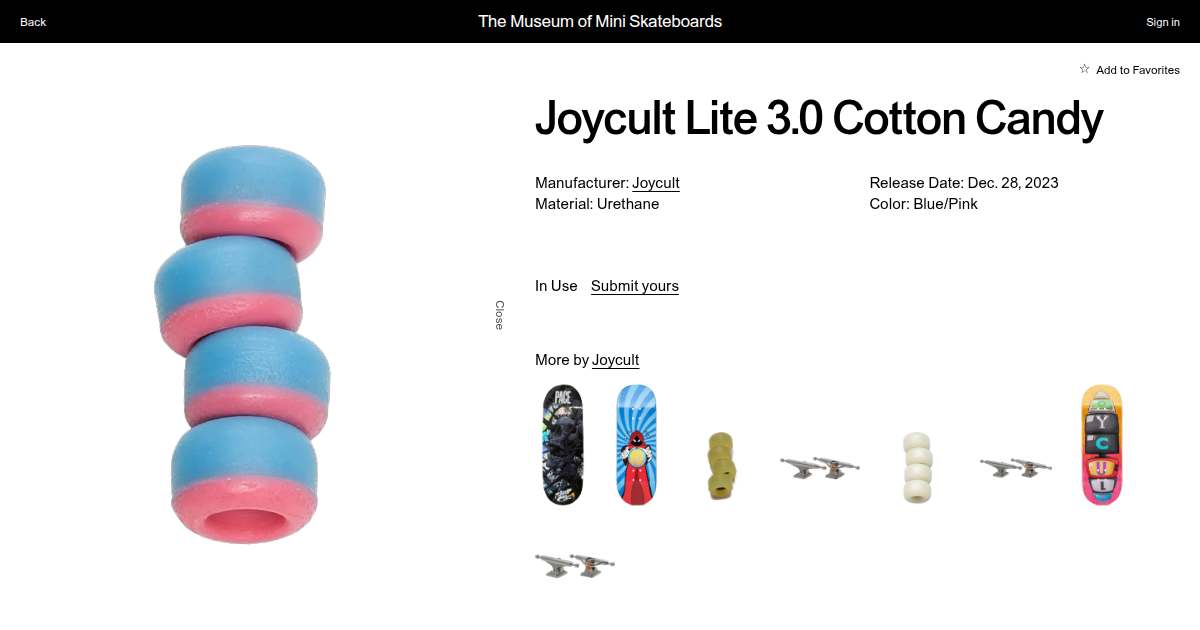 Back
The Museum of Mini Skateboards
Sign in
☆ Add to Favorites
Joycult Lite 3.0 Cotton Candy
Manufacturer: Joycult
Release Date: Dec. 28, 2023
Material: Urethane
Color: Blue/Pink
In Use Submit yours
Close
More by Joycult
PACE
Y
C
U
L